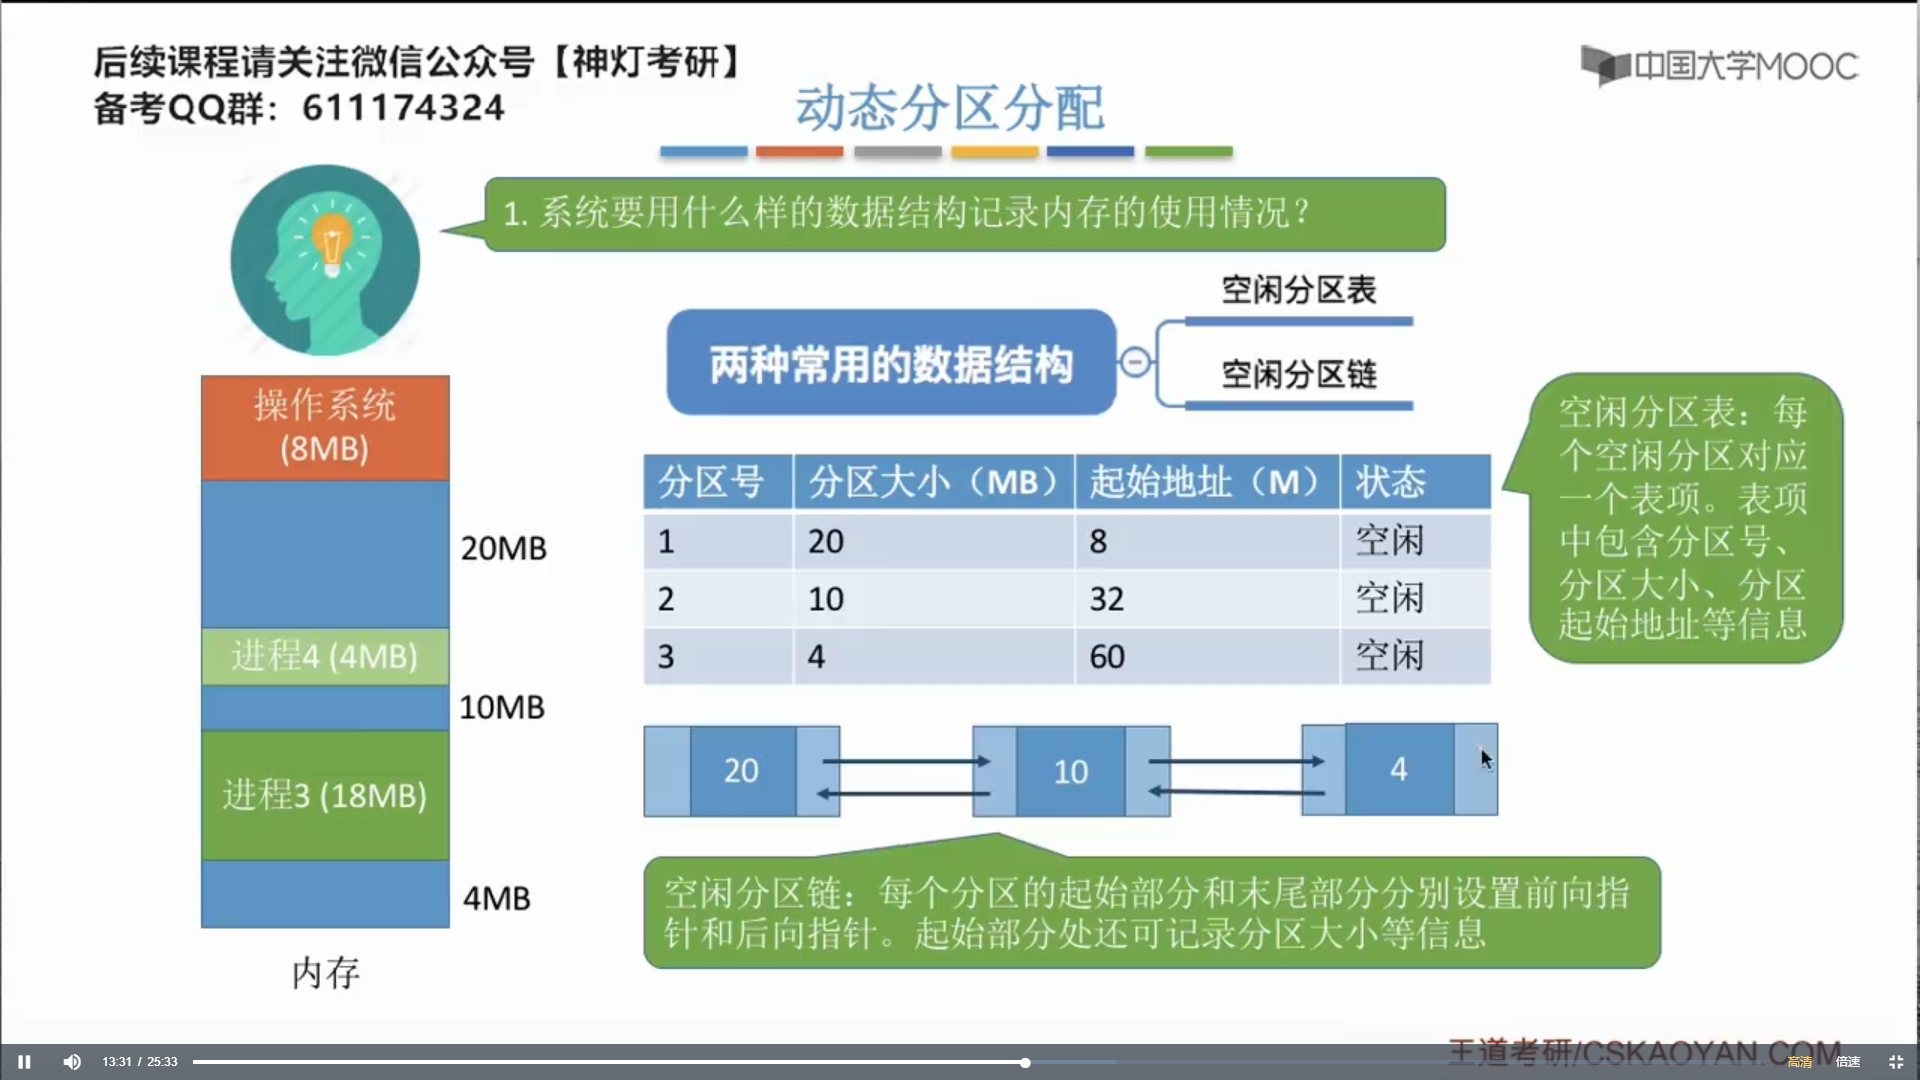 后续课程请关注微信公众号【神灯考研】
备考QQ群：611174324
中国大学MOOC
动态分区分配
1. 系统要用什么样的数据结构记录内存的使用情况？
两种常用的数据结构
空闲分区表
空闲分区链
操作系统
(8MB)
20MB
进程4 (4MB)
10MB
进程3 (18MB)
4MB
内存
分区号 分区大小（MB） 起始地址（M） 状态
1 20 8 空闲
2 10 32 空闲
3 4 60 空闲
空闲分区表：每
个空闲分区对应
一个表项。表项
中包含分区号、
分区大小、分区
起始地址等信息
20 10 4
空闲分区链：每个分区的起始部分和末尾部分分别设置前向指
针和后向指针。起始部分处还可记录分区大小等信息
王道考研/CSKAOYAN.COM
13:31 / 25:33
高清 倍速